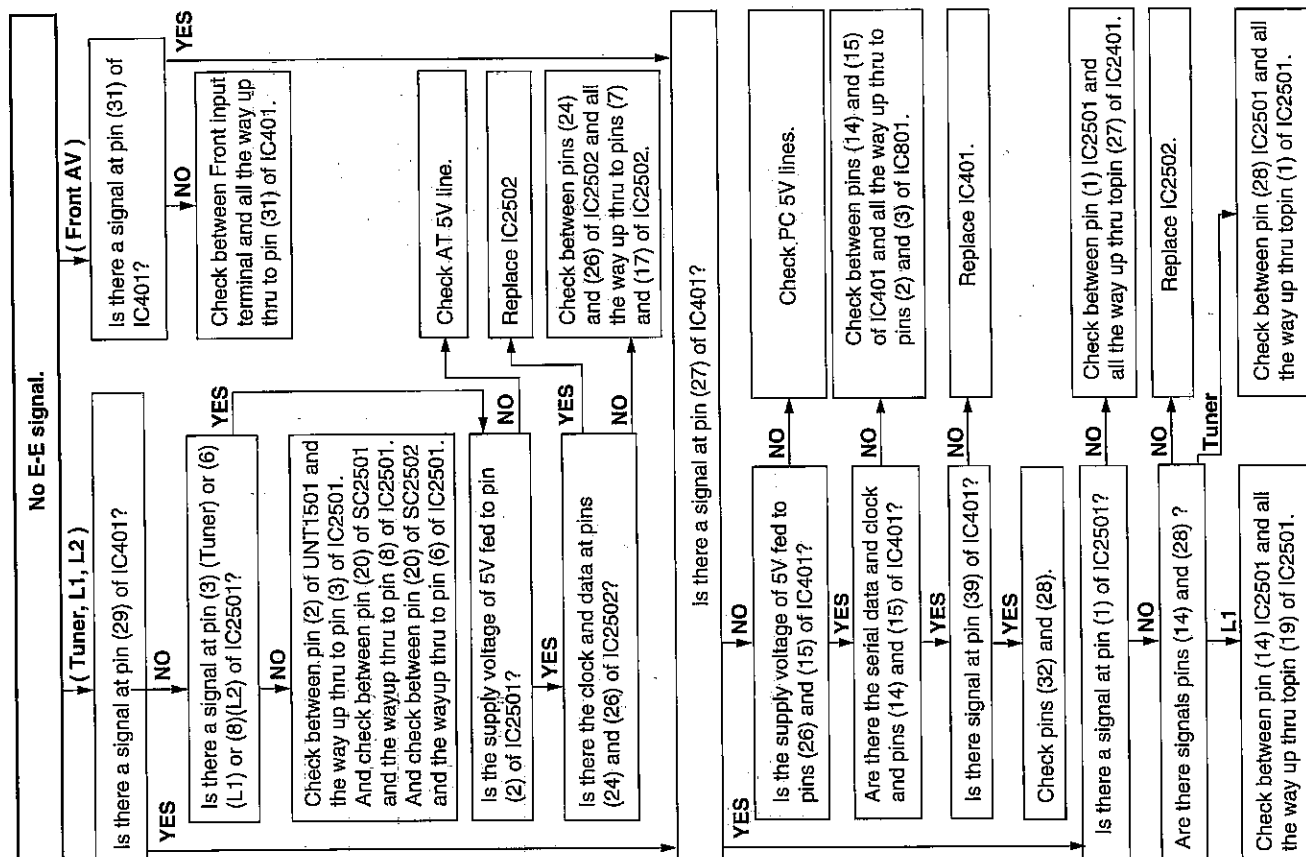 No E-E signal.
( Tuner, L1, L2 )
( Front AV )
Is there a signal at pin (29) of IC401?
Is there a signal at pin (31) of
IC401?
YES
NO
NO
YES
Is there a signal at pin (3) (Tuner) or (6)
(L1) or (8)(L2) of IC2501?
YES
Check between Front input
terminal and all the way up
thru to pin (31) of IC401.
NO
Check between pin (2) of UNT1501 and
the way up thru to pin (3) of IC2501.
And check between pin (20) of SC2501
and the wayup thru to pin (8) of IC2501.
And check between pin (20) of SC2502
and the wayup thru to pin (6) of IC2501.
Is the supply voltage of 5V fed to pin
(2) of IC2501?
NO
Check AT 5V line.
YES
Is there the clock and data at pins
(24) and (26) of IC2502?
YES
Replace IC2502
NO
Check between pins (24)
and (26) of IC2502 and all
the way up thru to pins (7)
and (17) of IC2502.
Is there a signal at pin (27) of IC401?
YES
NO
Is the supply voltage of 5V fed to
pins (26) and (15) of IC401?
NO
Check PC 5V lines.
YES
Are there the serial data and clock
and pins (14) and (15) of IC401?
NO
Check between pins (14) and (15)
of IC401 and all the way up thru to
pins (2) and (3) of IC801.
YES
Is there signal at pin (39) of IC401?
NO
Replace IC401.
YES
Check pins (32) and (28).
Is there a signal at pin (1) of IC2501?
NO
Check between pin (1) IC2501 and
all the way up thru topin (27) of IC2401.
NO
Are there signals pins (14) and (28) ?
NO
Replace IC2502.
L1
Tuner
Check between pin (14) IC2501 and all
the way up thru topin (19) of IC2501.
Check between pin (28) IC2501 and all
the way up thru topin (1) of IC2501.